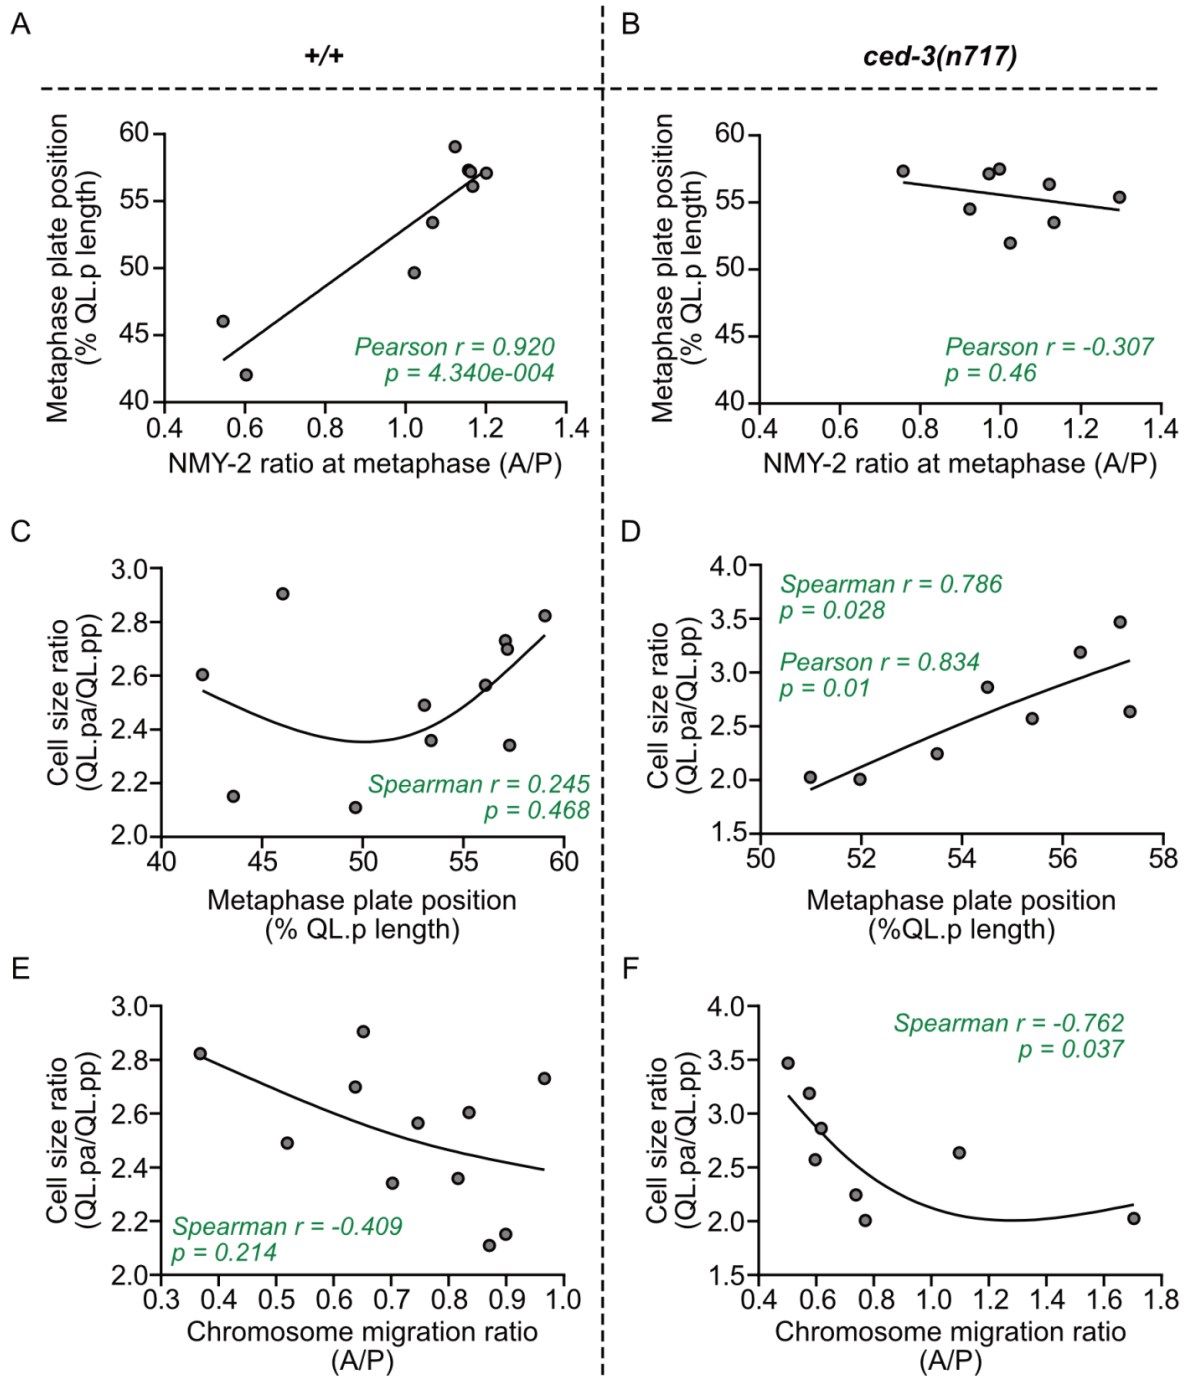 A
+/+
B
ced-3(n717)
Metaphase plate position
(% QL.p length)
60
55
50
45
40
Pearson r = 0.920
p = 4.340e-004
0.4 0.6 0.8 1.0 1.2 1.4
NMY-2 ratio at metaphase (A/P)
Metaphase plate position
(% QL.p length)
60
55
50
45
40
Pearson r = -0.307
p = 0.46
0.4 0.6 0.8 1.0 1.2 1.4
NMY-2 ratio at metaphase (A/P)
C
Cell size ratio
(QL.pa/QL.pp)
3.0
2.8
2.6
2.4
2.2
2.0
Spearman r = 0.245
p = 0.468
40 45 50 55 60
Metaphase plate position
(% QL.p length)
D
Cell size ratio
(QL.pa/QL.pp)
4.0
3.5
3.0
2.5
2.0
1.5
Spearman r = 0.786
p = 0.028
Pearson r = 0.834
p = 0.01
50 52 54 56 58
Metaphase plate position
(%QL.p length)
E
Cell size ratio
(QL.pa/QL.pp)
3.0
2.8
2.6
2.4
2.2
2.0
Spearman r = -0.409
p = 0.214
0.3 0.4 0.5 0.6 0.7 0.8 0.9 1.0
Chromosome migration ratio
(A/P)
F
Cell size ratio
(QL.pa/QL.pp)
4.0
3.5
3.0
2.5
2.0
1.5
Spearman r = -0.762
p = 0.037
0.4 0.6 0.8 1.0 1.2 1.4 1.6 1.8
Chromosome migration ratio
(A/P)